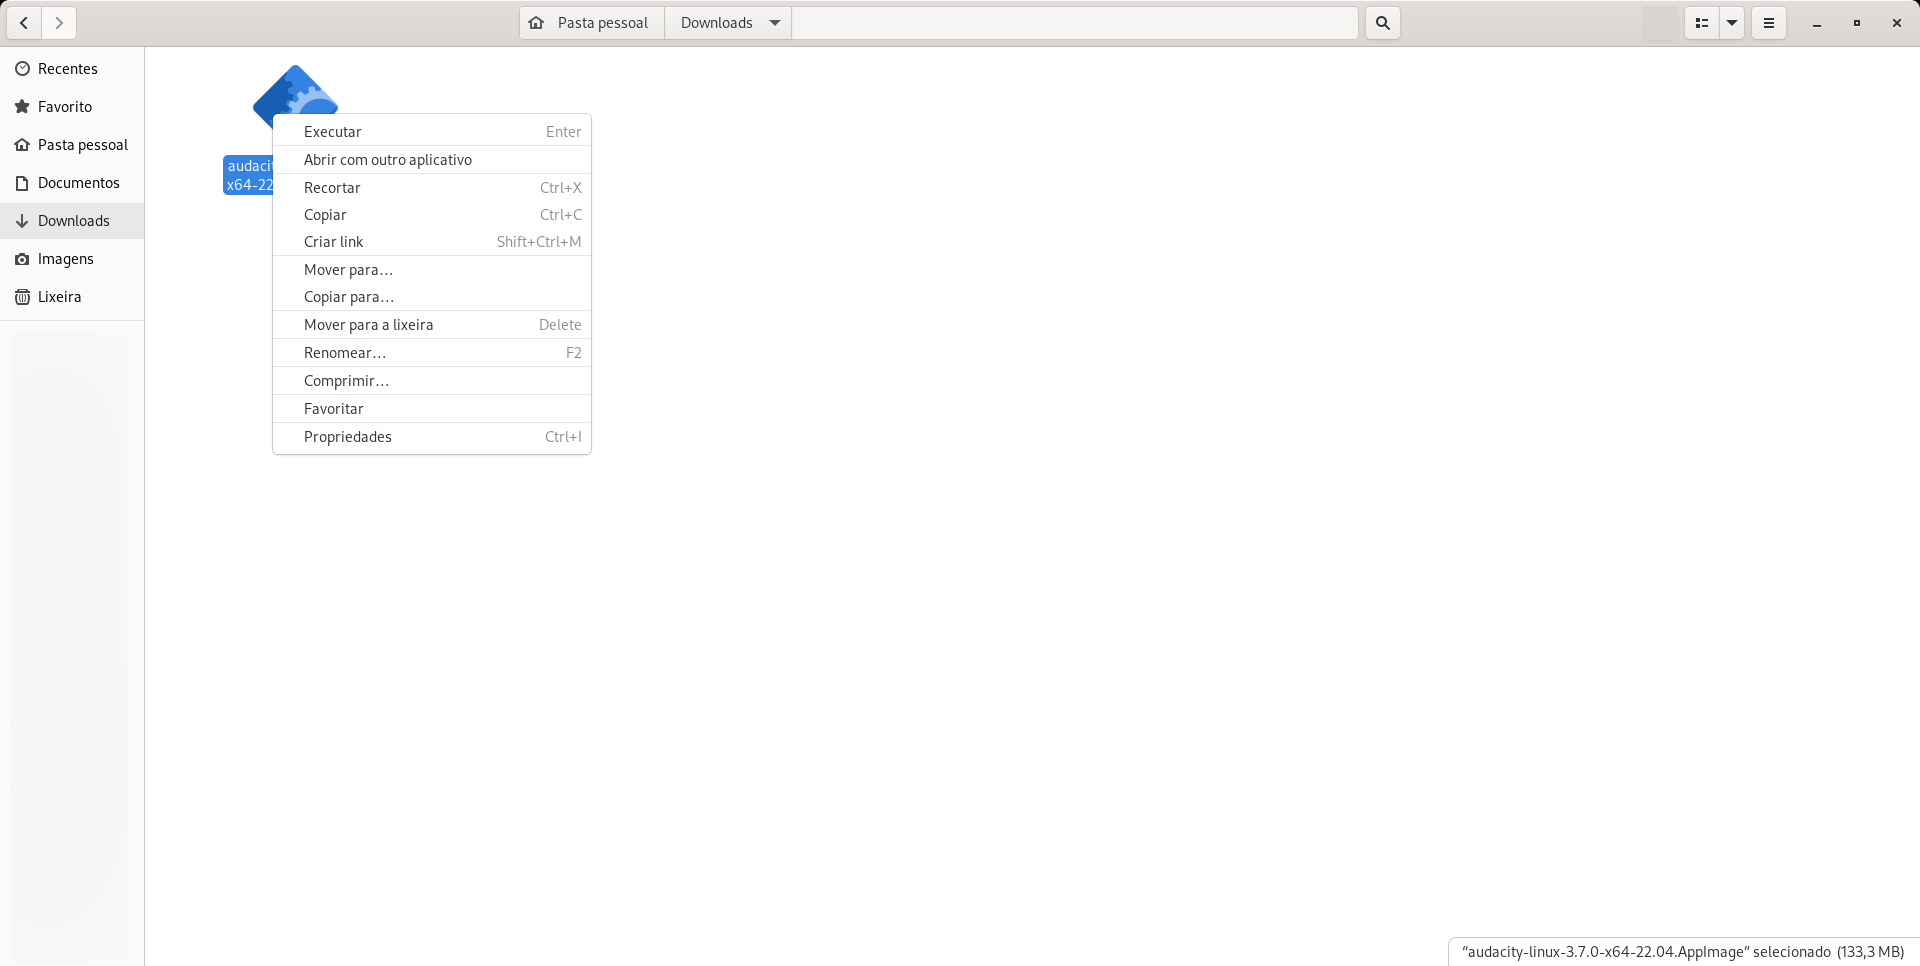 Pasta pessoal Downloads
Recentes
Favorito
Pasta pessoal
Documentos
Downloads
Imagens
Lixeira
audaci
x64-22
Executar Enter
Abrir com outro aplicativo
Recortar Ctrl+X
Copiar Ctrl+C
Criar link Shift+Ctrl+M
Mover para…
Copiar para…
Mover para a lixeira Delete
Renomear… F2
Comprimir…
Favoritar
Propriedades Ctrl+I
“audacity-linux-3.7.0-x64-22.04.AppImage” selecionado (133,3 MB)